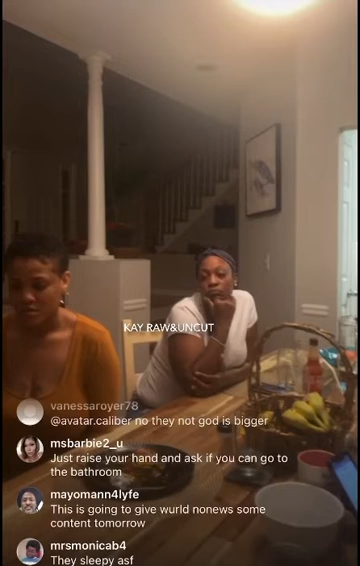 KAY RAW&UNCUT
vanessaroyer78
@avatar.caliber no they not god is bigger
msbarbie2_u
Just raise your hand and ask if you can go to
the bathroom
mayomann4lyfe
This is going to give wurld nonews some
content tomorrow
mrsmonicab4
They sleepy asf